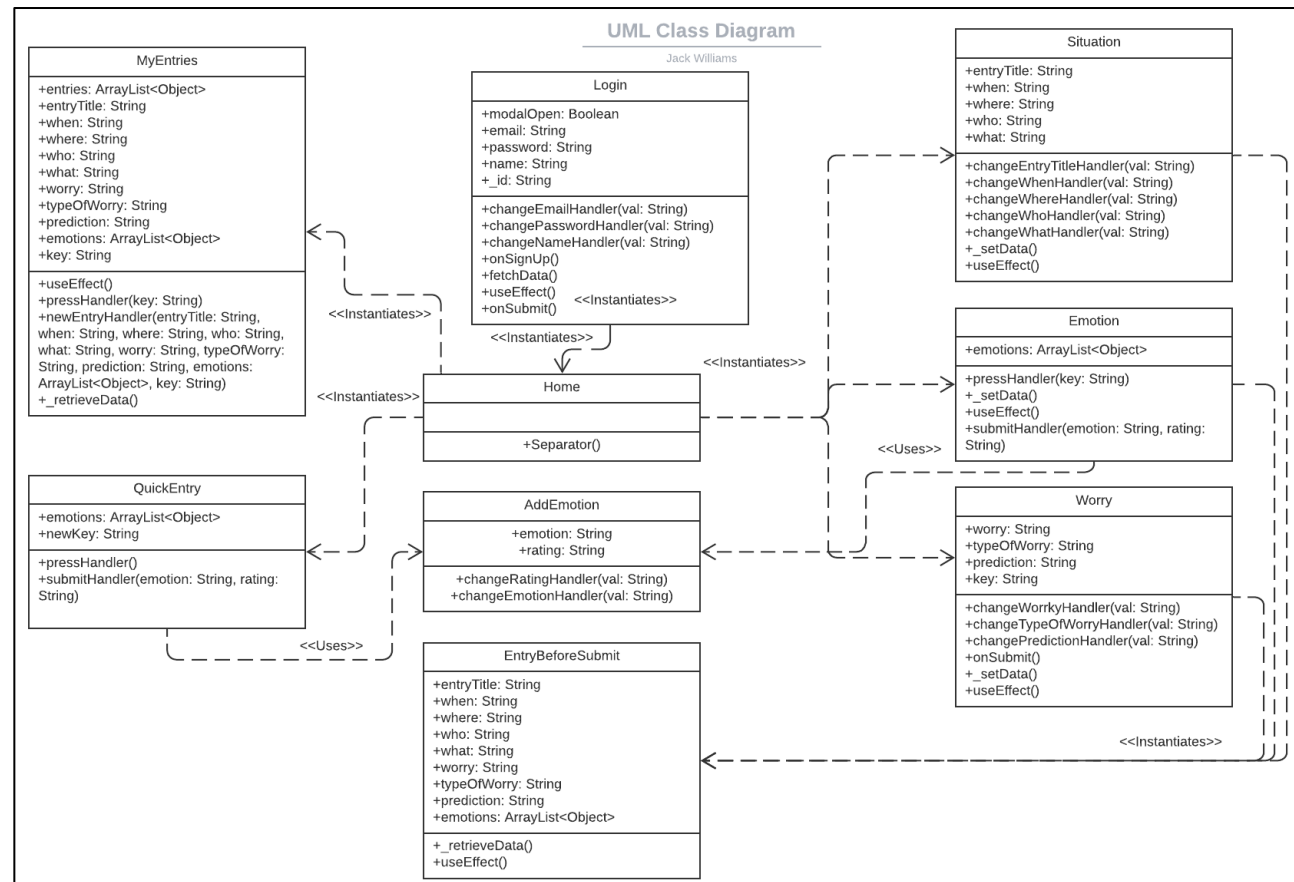 UML Class Diagram
Jack Williams
MyEntries
+entries: ArrayList<Object>
+entryTitle: String
+when: String
+where: String
+who: String
+what: String
+worry: String
+typeOfWorry: String
+prediction: String
+emotions: ArrayList<Object>
+key: String
+useEffect()
+pressHandler(key: String)
+newEntryHandler(entryTitle: String,
when: String, where: String, who: String,
what: String, worry: String, typeOfWorry:
String, prediction: String, emotions:
ArrayList<Object>, key: String)
+_retrieveData()
Login
+modalOpen: Boolean
+email: String
+password: String
+name: String
+_id: String
+changeEmailHandler(val: String)
+changePasswordHandler(val: String)
+changeNameHandler(val: String)
+onSignUp()
+fetchData()
+useEffect()
+onSubmit()
<<Instantiates>>
Situation
+entryTitle: String
+when: String
+where: String
+who: String
+what: String
+changeEntryTitleHandler(val: String)
+changeWhenHandler(val: String)
+changeWhereHandler(val: String)
+changeWhoHandler(val: String)
+changeWhatHandler(val: String)
+_setData()
+useEffect()
<<Instantiates>>
<<Instantiates>>
<<Instantiates>>
<<Instantiates>>
Home
+Separator()
Emotion
+emotions: ArrayList<Object>
+pressHandler(key: String)
+_setData()
+useEffect()
+submitHandler(emotion: String, rating:
String)
<<Uses>>
QuickEntry
+emotions: ArrayList<Object>
+newKey: String
+pressHandler()
+submitHandler(emotion: String, rating:
String)
<<Uses>>
AddEmotion
+emotion: String
+rating: String
+changeRatingHandler(val: String)
+changeEmotionHandler(val: String)
Worry
+worry: String
+typeOfWorry: String
+prediction: String
+key: String
+changeWorrkyHandler(val: String)
+changeTypeOfWorryHandler(val: String)
+changePredictionHandler(val: String)
+onSubmit()
+_setData()
+useEffect()
<<Instantiates>>
EntryBeforeSubmit
+entryTitle: String
+when: String
+where: String
+who: String
+what: String
+worry: String
+typeOfWorry: String
+prediction: String
+emotions: ArrayList<Object>
+_retrieveData()
+useEffect()